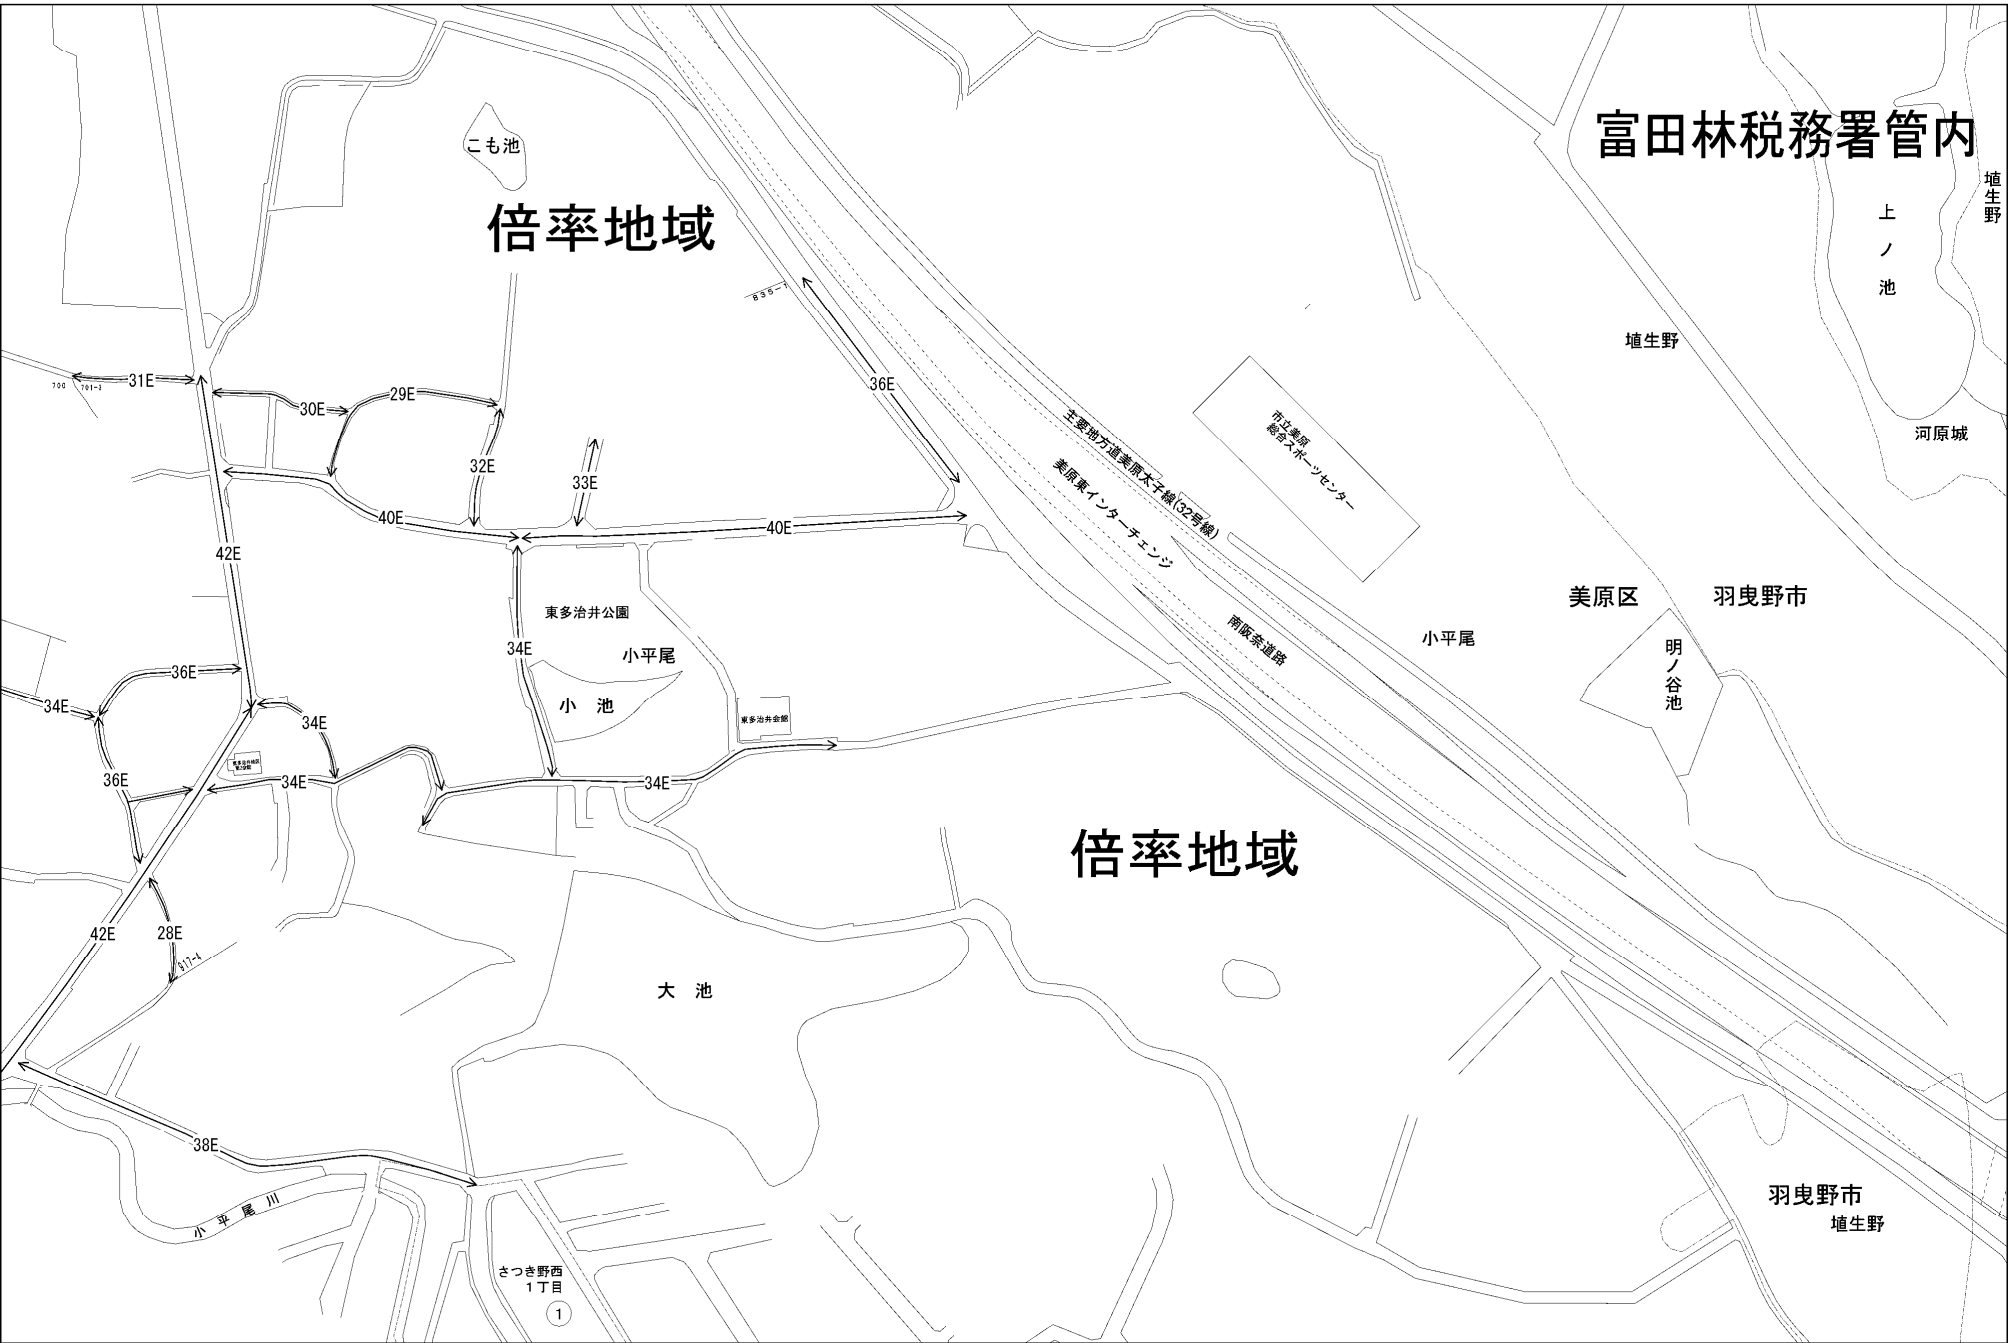 富田林税務署管内
こも池
埴生野
上ノ池
倍率地域
835-1
埴生野
31E
700
701-3
30E
29E
36E
河原城
主要地方道美原太子線(32号線)
市立美原
総合スポーツセンター
32E
33E
美原東インターチェンジ
40E
40E
42E
美原区
羽曳野市
東多治井公園
南阪奈道路
小平尾
34E
小平尾
明ノ谷池
36E
34E
小池
34E
東多治井会館
36E
34E
34E
倍率地域
42E
28E
917-4
大池
38E
小平尾川
羽曳野市
埴生野
さつき野西
1丁目
1